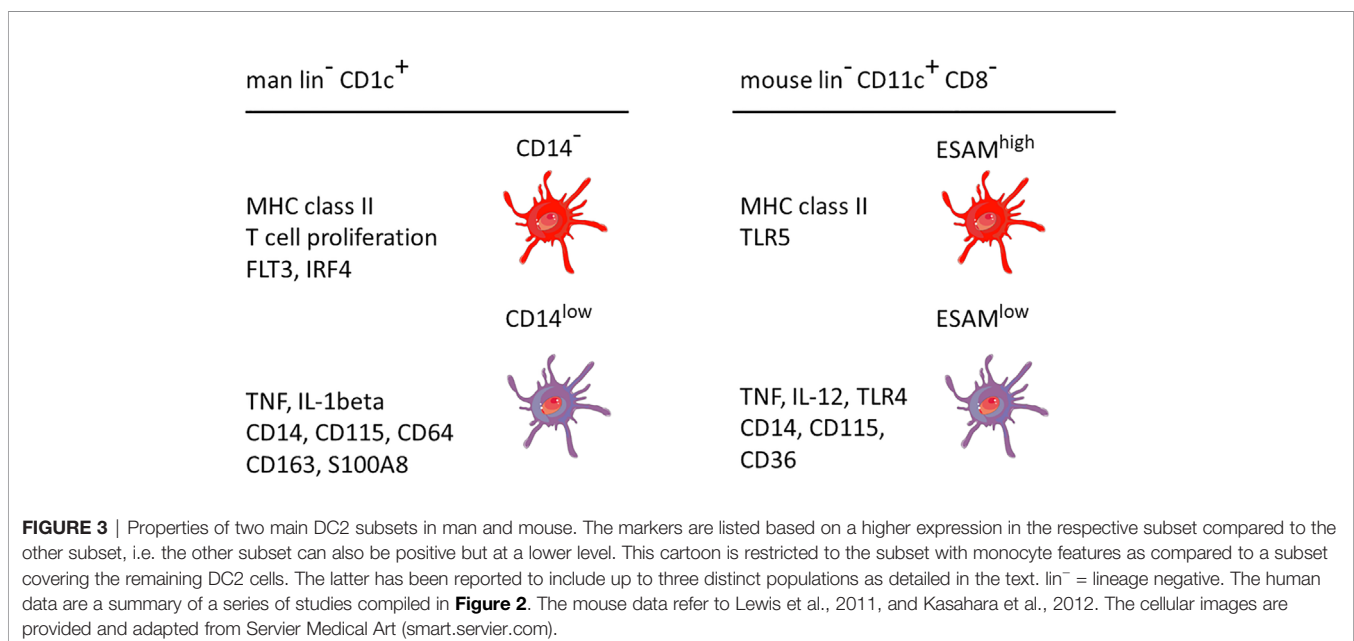 man lin⁻ CD1c⁺
CD14⁻
MHC class II
T cell proliferation
FLT3, IRF4
CD14ˡᵒʷ
TNF, IL-1beta
CD14, CD115, CD64
CD163, S100A8
mouse lin⁻ CD11c⁺ CD8⁻
ESAMʰⁱᵍʰ
MHC class II
TLR5
ESAMˡᵒʷ
TNF, IL-12, TLR4
CD14, CD115,
CD36
FIGURE 3 | Properties of two main DC2 subsets in man and mouse. The markers are listed based on a higher expression in the respective subset compared to the
other subset, i.e. the other subset can also be positive but at a lower level. This cartoon is restricted to the subset with monocyte features as compared to a subset
covering the remaining DC2 cells. The latter has been reported to include up to three distinct populations as detailed in the text. lin⁻ = lineage negative. The human
data are a summary of a series of studies compiled in Figure 2. The mouse data refer to Lewis et al., 2011, and Kasahara et al., 2012. The cellular images are
provided and adapted from Servier Medical Art (smart.servier.com).